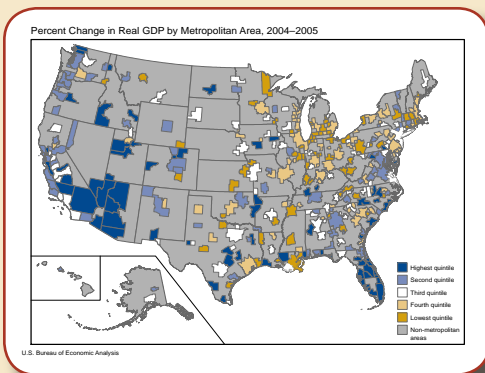 Percent Change in Real GDP by Metropolitan Area, 2004–2005
Highest quintile
Second quintile
Third quintile
Fourth quintile
Lowest quintile
Non-metropolitan
areas
U.S. Bureau of Economic Analysis